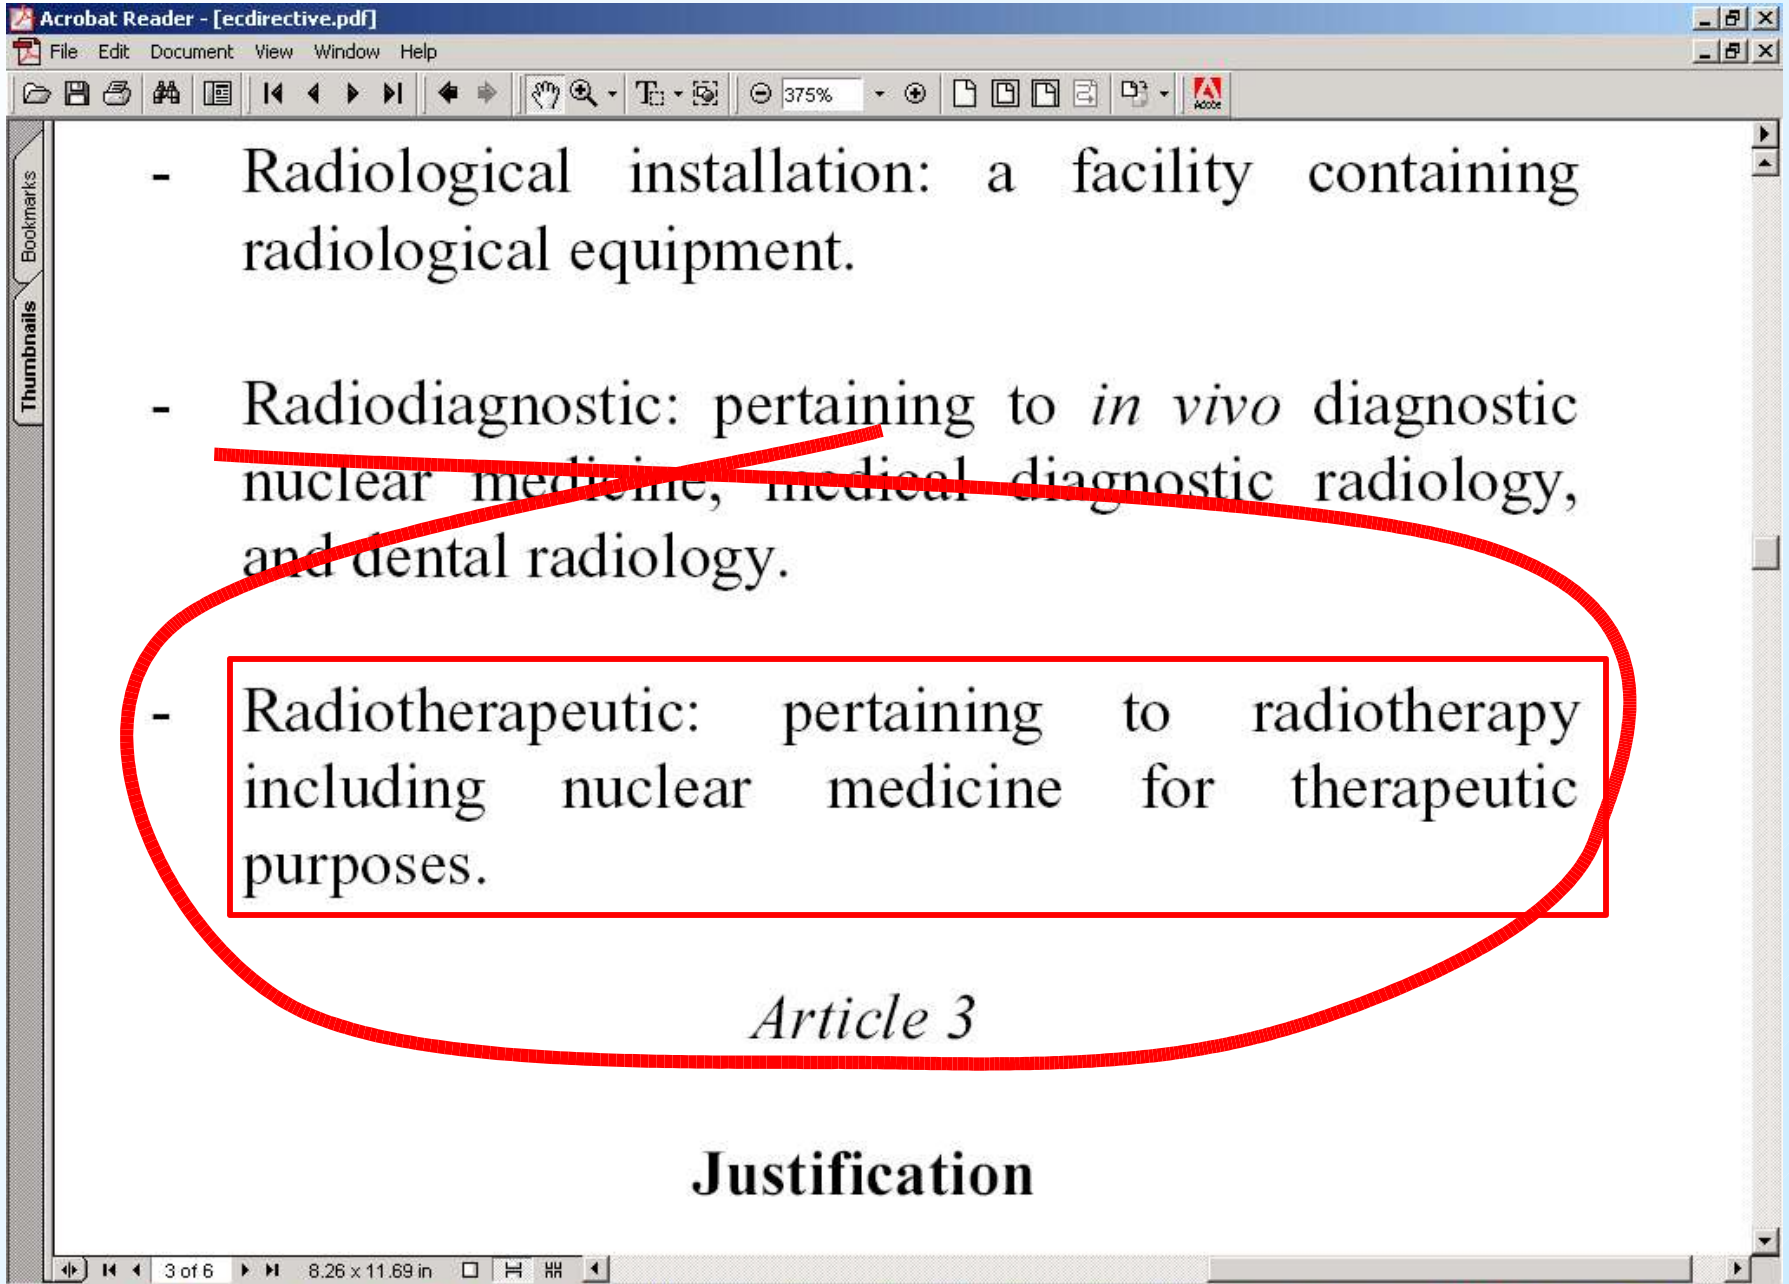 Acrobat Reader - [ecdirective.pdf]
File Edit Document View Window Help
375%
Adobe
Bookmarks
Thumbnails
- Radiological installation: a facility containing
radiological equipment.
- Radiodiagnostic: pertaining to in vivo diagnostic
nuclear medicine, medical diagnostic radiology,
and dental radiology.
- Radiotherapeutic: pertaining to radiotherapy
including nuclear medicine for therapeutic
purposes.
Article 3
Justification
3 of 6 8.26 x 11.69 in